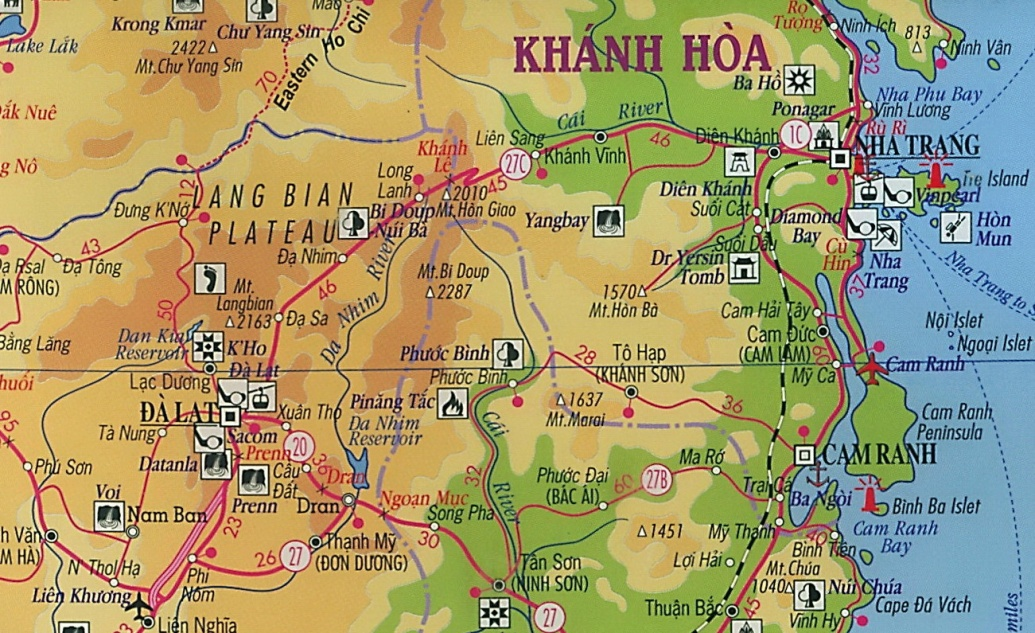 Krong Kmar
Chư Yang Sin
Lake Lắk
2422
Mt.Chư Yang Sin
70
Eastern Ho Chi
Đắk Nuê
KHÁNH HÒA
Ba Hồ
Rọ
Tượng
Ninh Ích
813
Ninh Vân
32
Ponagar
Nha Phu Bay
Vĩnh Lương
Cái
River
46
Liên Sang
Khánh Vĩnh
Diên Khánh
1C
Rù Rì
NHA TRANG
27C
Khánh
Lê
Long
Lanh
45
2010
Mt.Hòn Giao
12
LANG BIAN
PLATEAU
Đưng K'Nớ
Bi Doup
Núi Bà
Yangbay
Diên Khánh
Suối Cát
Suối Dầu
Diamond
Bay
Tre Island
Vinpearl
Hòn
Mun
43
Đạ Tông
Đạ Nhim
46
Da
Nhim
River
Mt.Bi Doup
2287
Dr Yersin
Tomb
1570
Mt.Hòn Bà
Cù
Hin
Nha
Trang
37
Nha Trang to
Mt.
Langbian
2163
50
Đạ Sa
Cam Hải Tây
Cam Đức
(CAM LÂM)
Nội Islet
Ngoại Islet
Bằng Lăng
Dan Kia
Reservoir
K'Ho
Đà Lạt
Phước Bình
28
Tô Hạp
(KHÁNH SƠN)
60
Mỹ Ca
Cam Ranh
Lạc Dương
Phước Bình
ĐÀ LẠT
Xuân Thọ
Pináng Tắc
Da Nhim
Reservoir
1637
Mt.Marai
36
Cam Ranh
Peninsula
Tà Nung
Sacom
Prenn
20
Datanla
Cầu
Đất
Prenn
Dran
Dran
Cái
River
32
CAM RANH
95
Phú Sơn
Voi
Nam Ban
Ngoạn Mục
Song Pha
Phước Đại
(BÁC ÁI)
60
27B
Ma Rớ
Trại Cá
Ba Ngòi
Bình Ba Islet
Cam Ranh
Bay
23
26
27
Thạnh Mỹ
(ĐƠN DƯƠNG)
30
1451
Mỹ Thạnh
40
Bình Tiên
Lợi Hải
Mt.Chúa
1040
Núi Chúa
N Thol Hạ
Phi
Nôm
Liên Khương
Tân Sơn
(NINH SƠN)
27
Thuận Bắc
45
Vĩnh Hy
Cape Đá Vách
Liên Nghĩa
miles